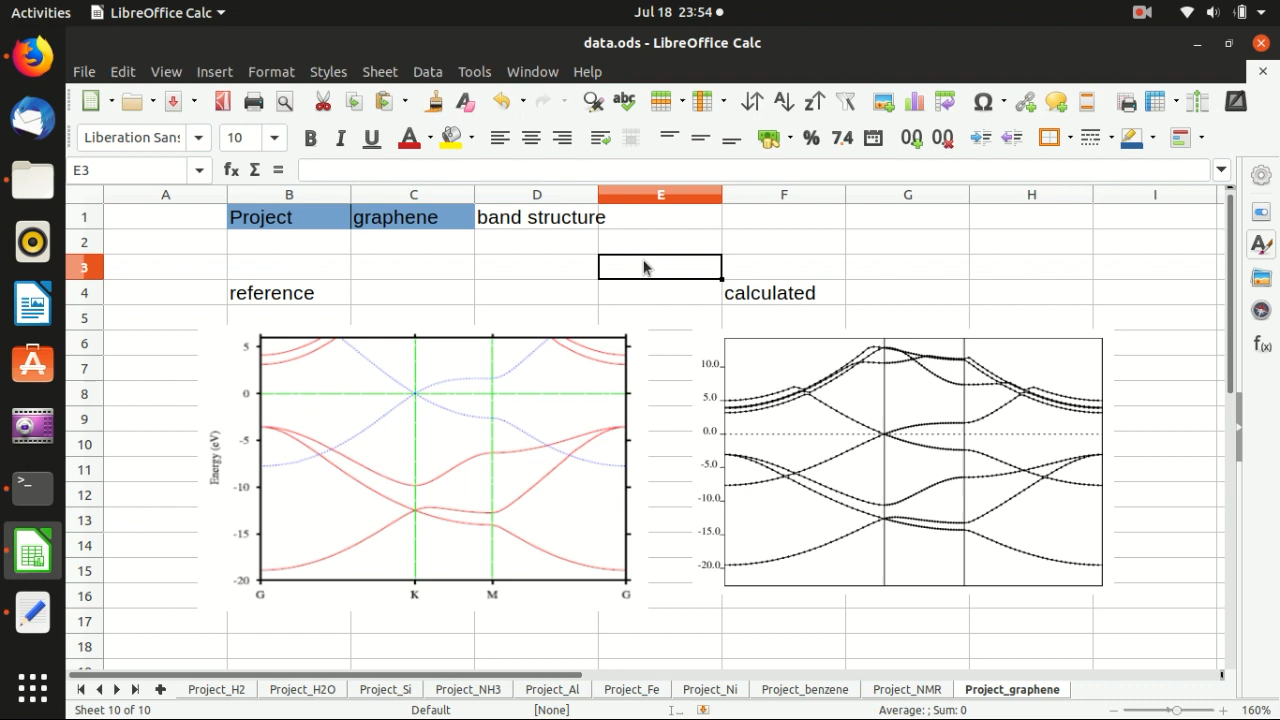 Activities LibreOffice Calc Jul 18 23:54
data.ods - LibreOffice Calc
File Edit View Insert Format Styles Sheet Data Tools Window Help
Liberation Sans 10
E3
A B C D E F G H I
1 Project graphene band structure
2
3
4 reference calculated
5
6
7
8
9
10
11
12
13
14
15
16
17
18
Energy (eV)
5
0
-5
-10
-15
-20
G K M G
10.0
5.0
0.0
-5.0
-10.0
-15.0
-20.0
Project_H2 Project_H2O Project_Si Project_NH3 Project_Al Project_Fe Project_Ni Project_benzene Project_NMR Project_graphene
Sheet 10 of 10 Default [None] Average: ; Sum: 0 160%